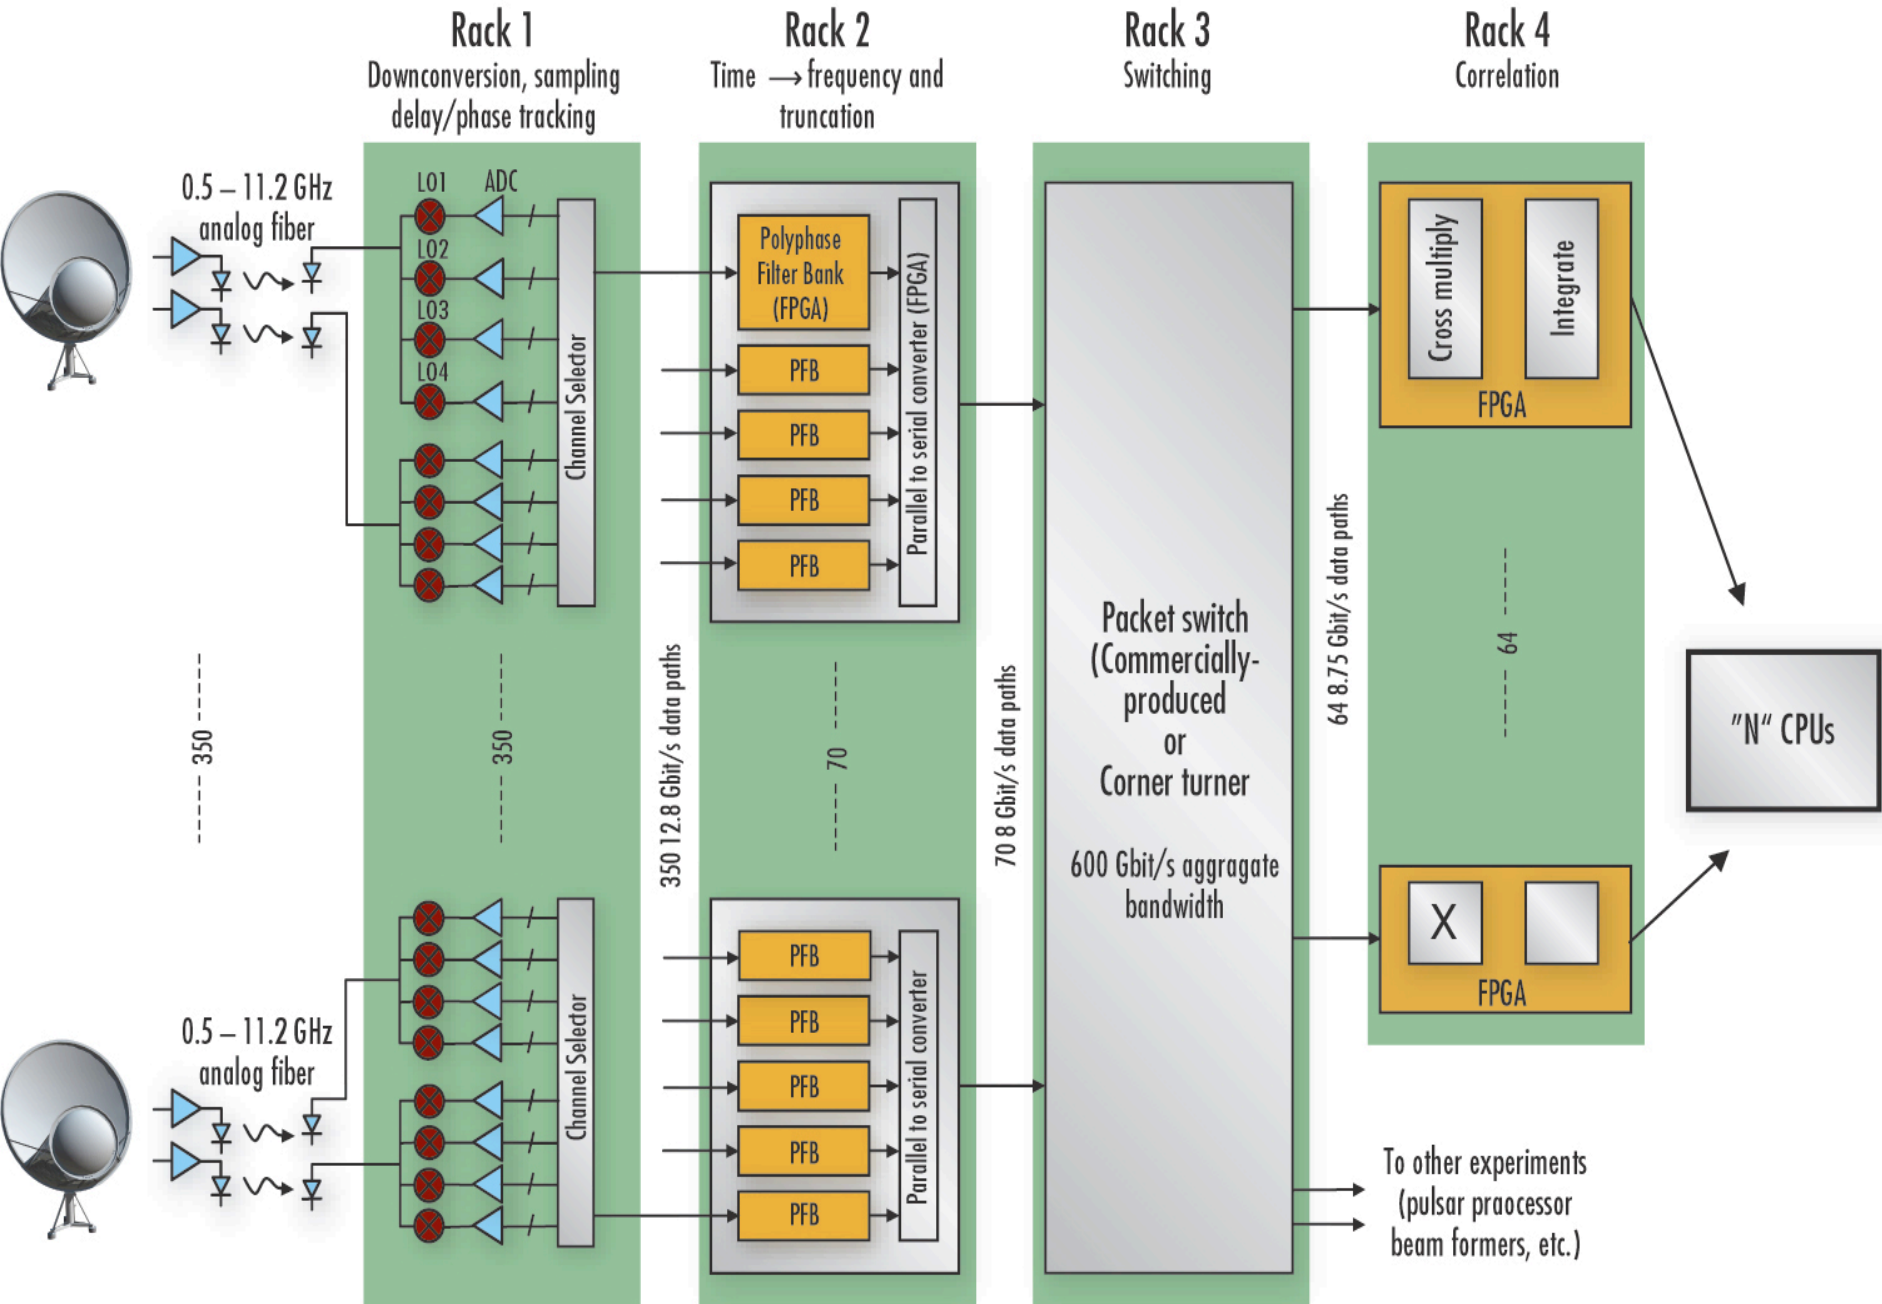 Rack 1
Downconversion, sampling
delay/phase tracking
Rack 2
Time → frequency and
truncation
Rack 3
Switching
Rack 4
Correlation
0.5 – 11.2 GHz
analog fiber
LO1
ADC
LO2
LO3
LO4
Channel Selector
Polyphase
Filter Bank
(FPGA)
PFB
PFB
PFB
PFB
Parallel to serial converter (FPGA)
Cross multiply
Integrate
FPGA
350
350
350 12.8 Gbit/s data paths
70
70 8 Gbit/s data paths
Packet switch
(Commercially-
produced
or
Corner turner
600 Gbit/s aggragate
bandwidth
64 8.75 Gbit/s data paths
64
"N" CPUs
0.5 – 11.2 GHz
analog fiber
Channel Selector
PFB
PFB
PFB
PFB
PFB
Parallel to serial converter
X
FPGA
To other experiments
(pulsar praocessor
beam formers, etc.)